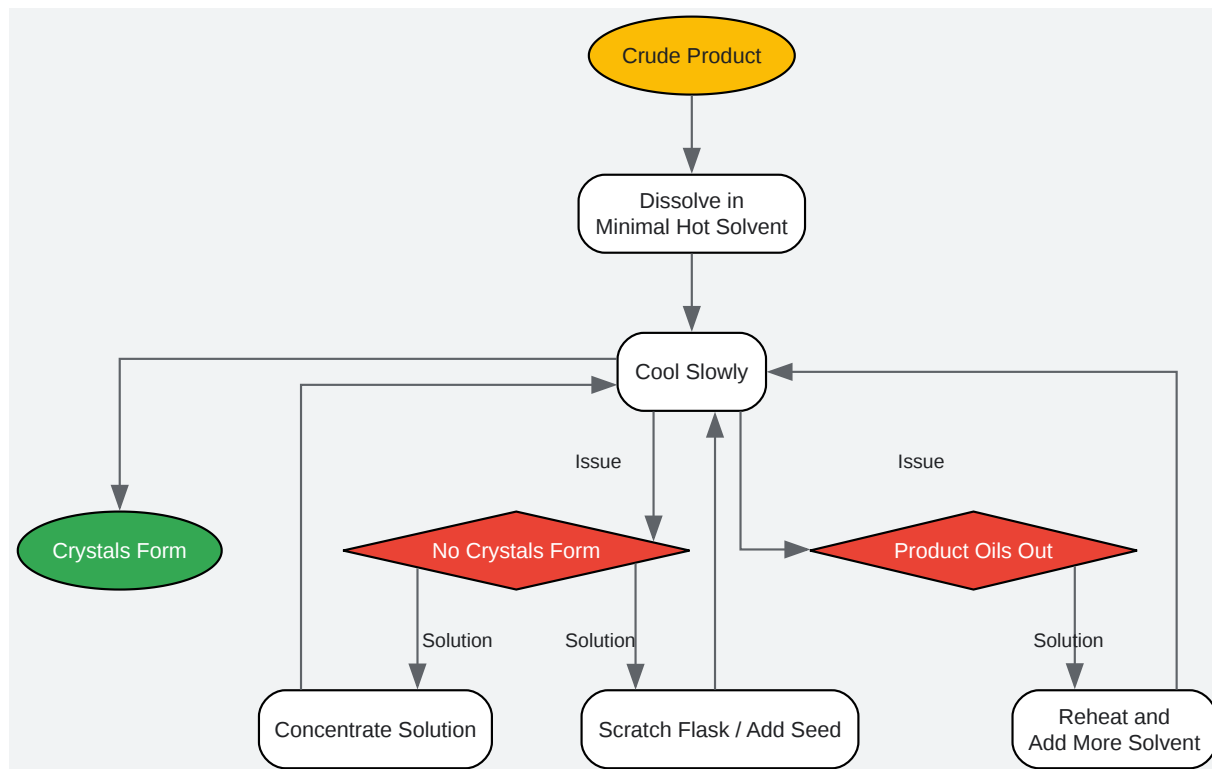 Crude Product
Dissolve in
Minimal Hot Solvent
Cool Slowly
Issue
Issue
Crystals Form
No Crystals Form
Product Oils Out
Solution
Solution
Solution
Concentrate Solution
Scratch Flask / Add Seed
Reheat and
Add More Solvent